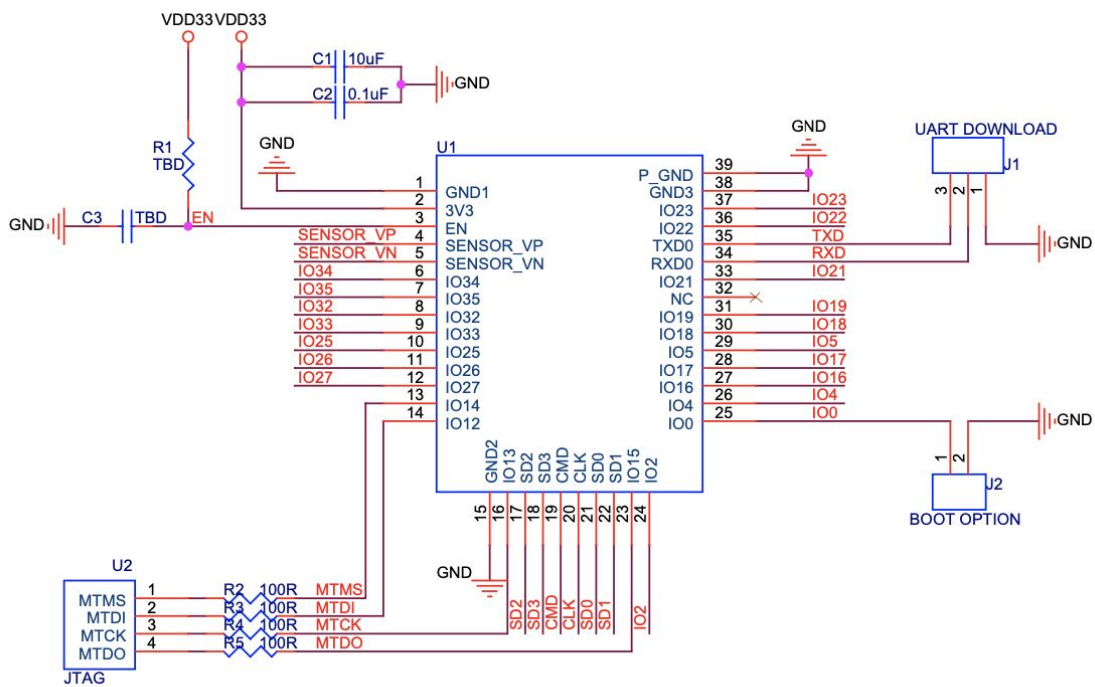 VDD33 VDD33
C1 10uF
GND
C2 0.1uF
R1
TBD
GND
GND C3 TBD EN
U1
GND
UART DOWNLOAD
J1
3 2 1
GND
1 GND1
2 3V3
3 EN
SENSOR_VP 4 SENSOR_VP
SENSOR_VN 5 SENSOR_VN
IO34 6 IO34
IO35 7 IO35
IO32 8 IO32
IO33 9 IO33
IO25 10 IO25
IO26 11 IO26
IO27 12 IO27
13 IO14
14 IO12
P_GND 39
GND3 38
IO23 37 IO23
IO22 36 IO22
TXD0 35 TXD
RXD0 34 RXD
IO21 33 IO21
NC 32
IO19 31 IO19
IO18 30 IO18
IO5 29 IO5
IO17 28 IO17
IO16 27 IO16
IO4 26 IO4
IO0 25 IO0
GND2 IO13 SD2 SD3 CMD CLK SD0 SD1 IO15 IO2
15 16 17 18 19 20 21 22 23 24
GND
SD2 SD3 CMD CLK SD0 SD1 IO2
GND
1 2
J2
BOOT OPTION
U2
MTMS 1 R2 100R MTMS
MTDI 2 R3 100R MTDI
MTCK 3 R4 100R MTCK
MTDO 4 R5 100R MTDO
JTAG